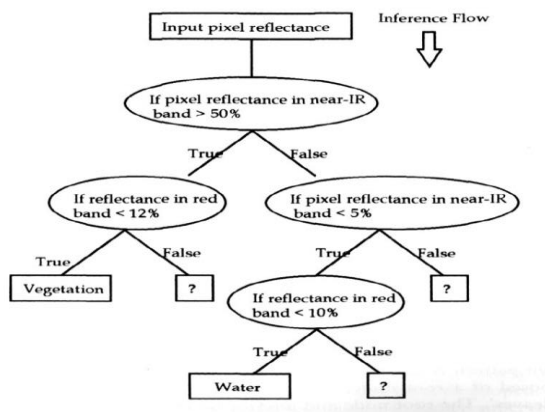 Input pixel reflectance
Inference Flow
If pixel reflectance in near-IR
band > 50%
True
False
If reflectance in red
band < 12%
If pixel reflectance in near-IR
band < 5%
True
False
True
False
Vegetation
?
If reflectance in red
band < 10%
?
True
False
Water
?